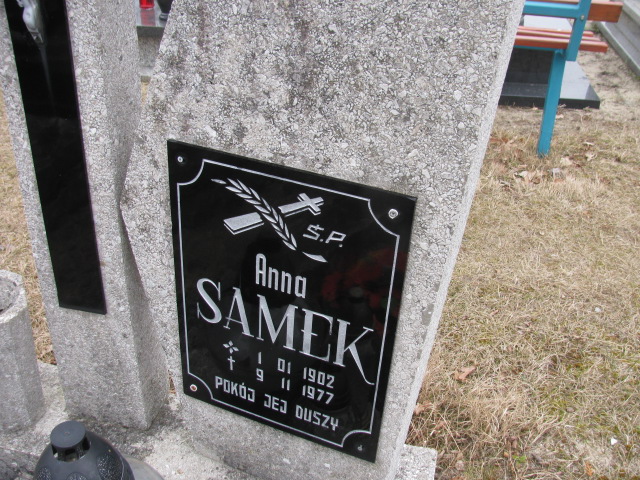 Ś.P.
Anna
SAMEK
1 01 1902
9 11 1977
POKÓJ JEJ DUSZY